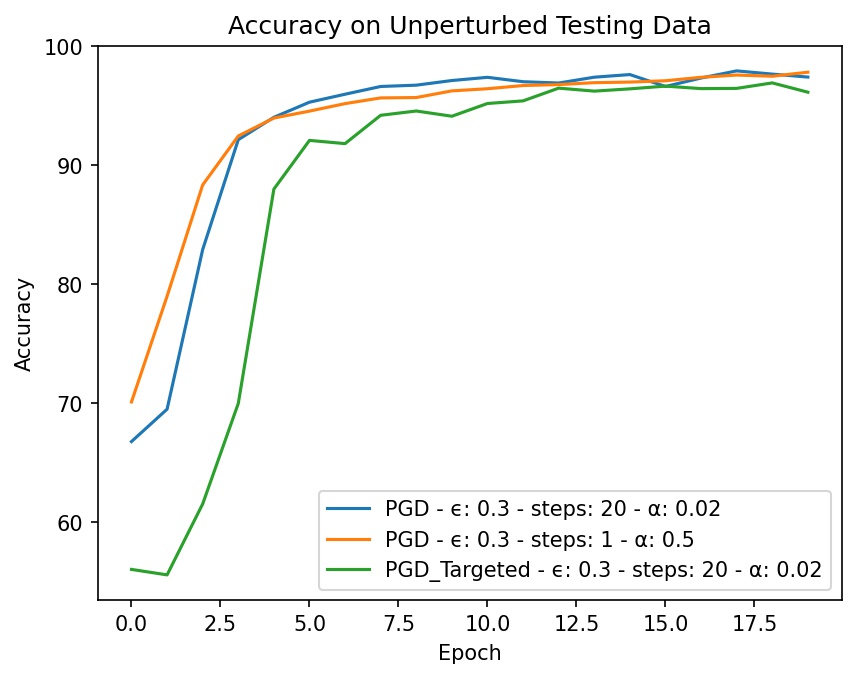 Accuracy on Unperturbed Testing Data
100
90
80
70
60
Accuracy
PGD - ϵ: 0.3 - steps: 20 - α: 0.02
PGD - ϵ: 0.3 - steps: 1 - α: 0.5
PGD_Targeted - ϵ: 0.3 - steps: 20 - α: 0.02
0.0 2.5 5.0 7.5 10.0 12.5 15.0 17.5
Epoch